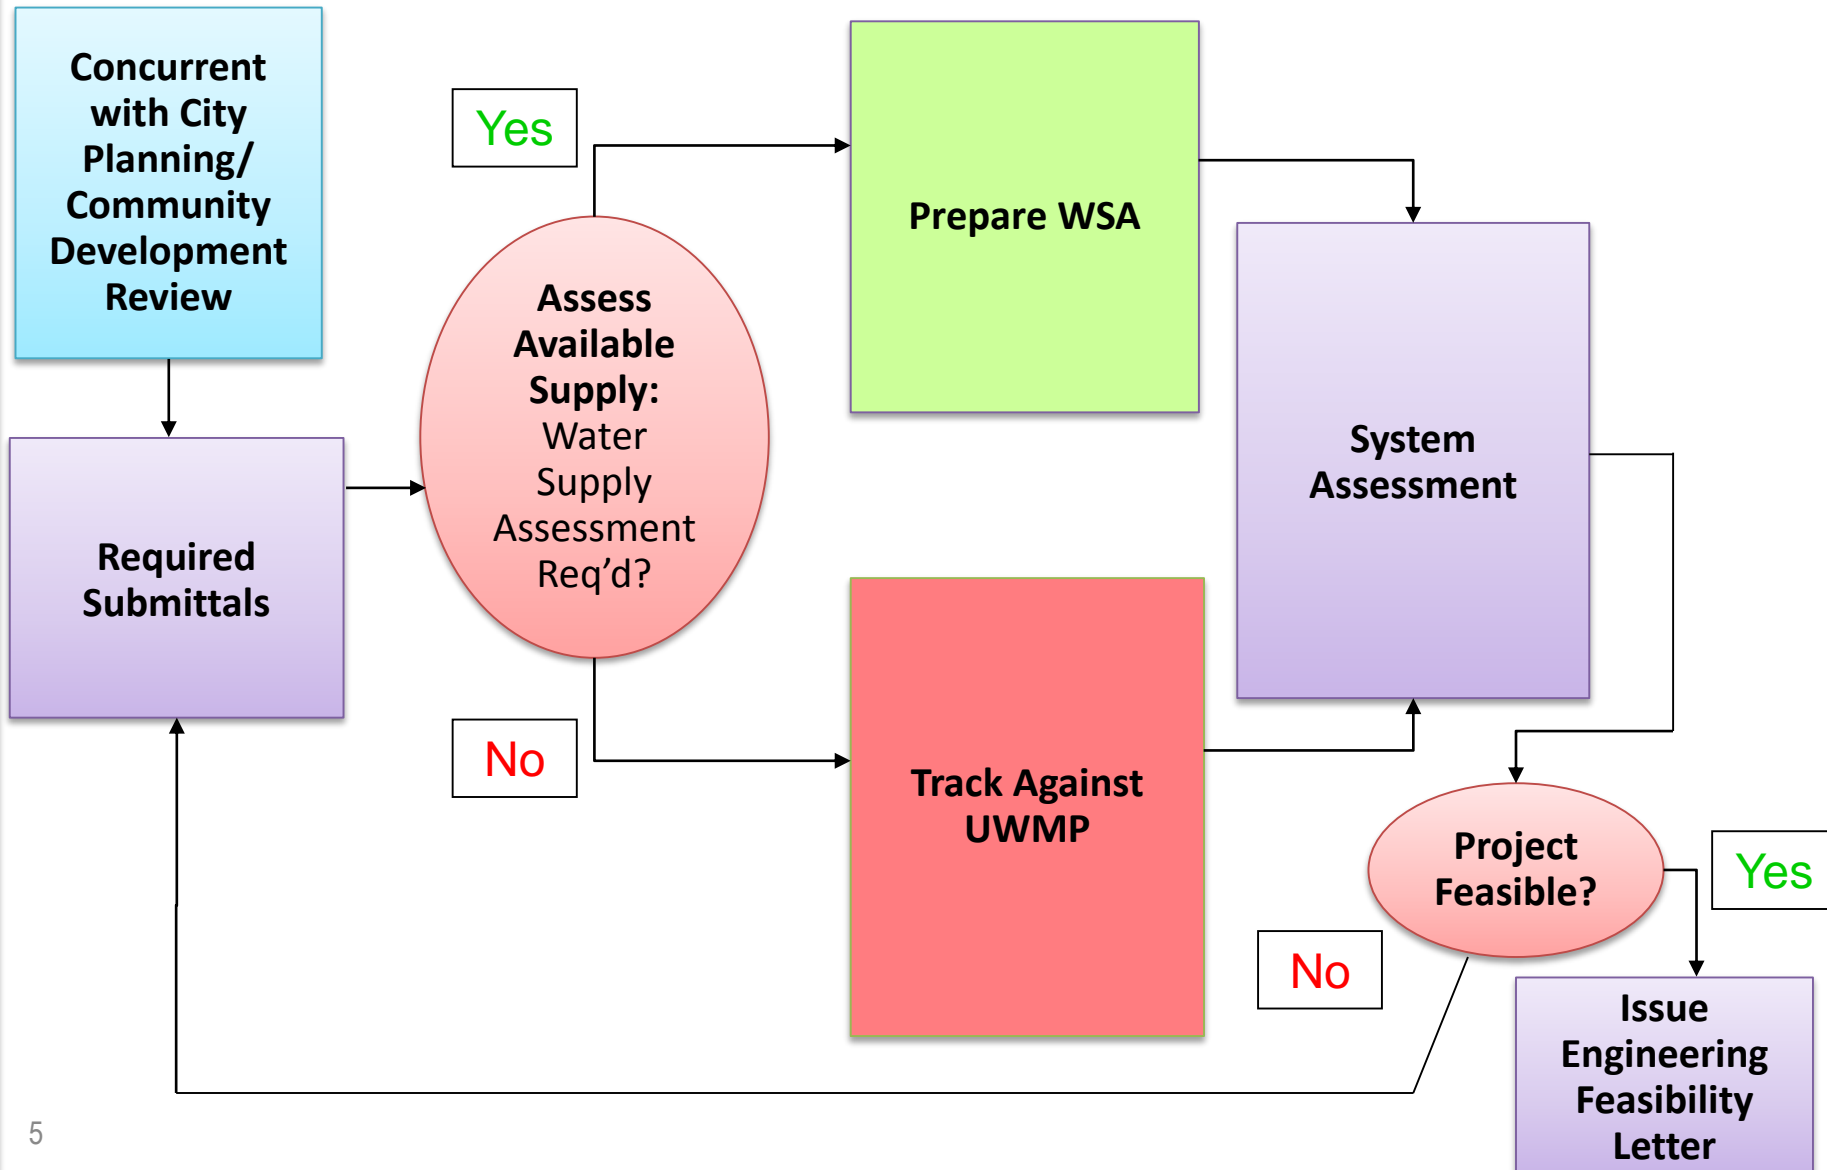 Concurrent
with City
Planning/
Community
Development
Review
Required
Submittals
Assess
Available
Supply:
Water
Supply
Assessment
Req’d?
Yes
No
Prepare WSA
Track Against
UWMP
System
Assessment
Project
Feasible?
Yes
No
Issue
Engineering
Feasibility
Letter
5